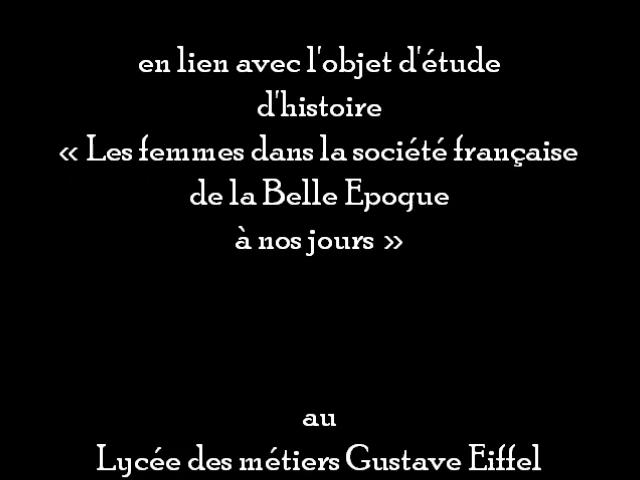 en lien avec l'objet d'étude
d'histoire
« Les femmes dans la société française
de la Belle Epoque
à nos jours »
au
Lycée des métiers Gustave Eiffel